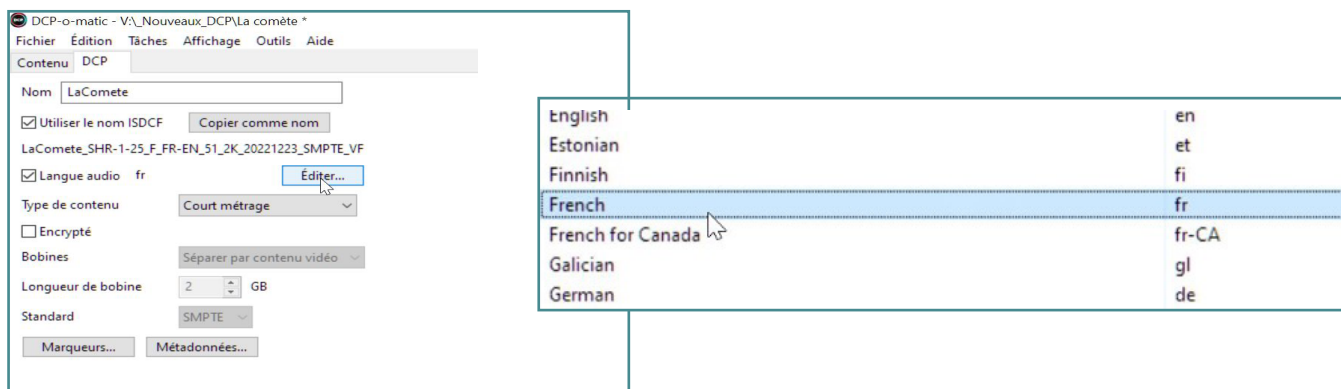 DCP-o-matic - V:\_Nouveaux_DCP\La comète *
Fichier Édition Tâches Affichage Outils Aide
Contenu DCP
Nom LaComete
Utiliser le nom ISDCF Copier comme nom
LaComete_SHR-1-25_F_FR-EN_51_2K_20221223_SMPTE_VF
Langue audio fr Éditer...
Type de contenu Court métrage
Encrypté
Bobines Séparer par contenu vidéo
Longueur de bobine 2 GB
Standard SMPTE
Marqueurs... Métadonnées...
English en
Estonian et
Finnish fi
French fr
French for Canada fr-CA
Galician gl
German de